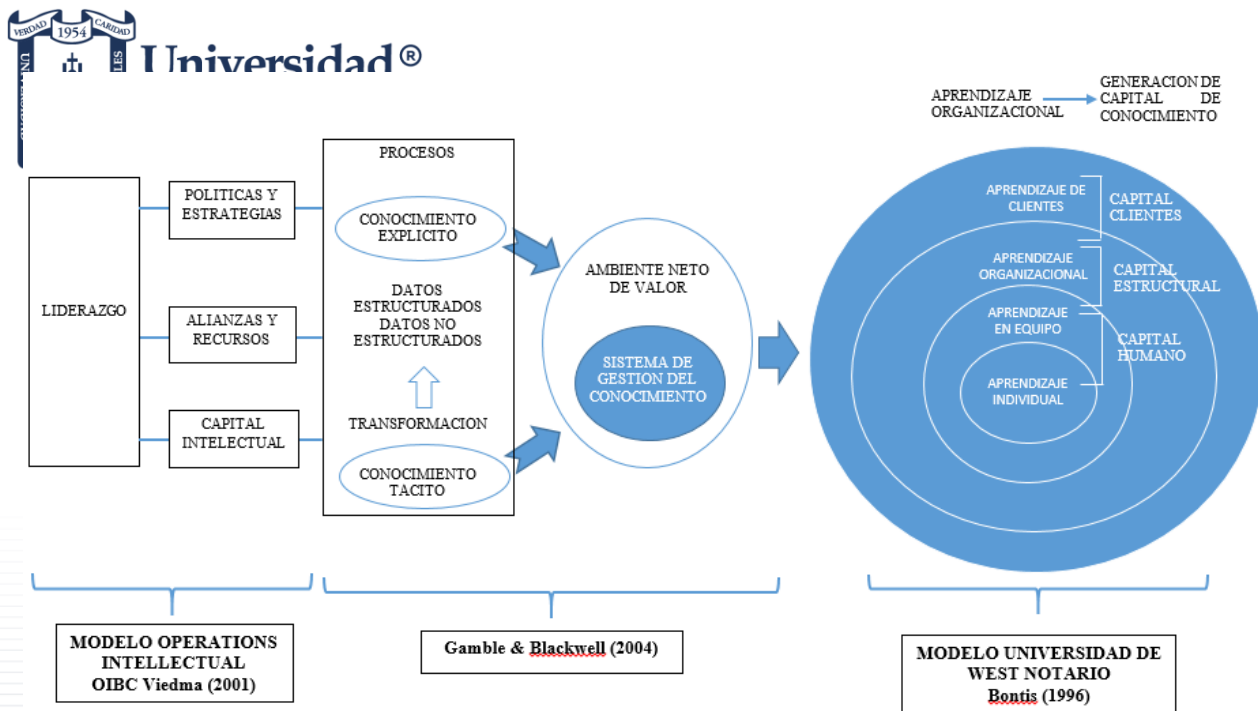 VERDAD 1954 CARIDAD
Universidad®
APRENDIZAJE
ORGANIZACIONAL
GENERACION DE
CAPITAL DE
CONOCIMIENTO
LIDERAZGO
POLITICAS Y
ESTRATEGIAS
ALIANZAS Y
RECURSOS
CAPITAL
INTELECTUAL
PROCESOS
CONOCIMIENTO
EXPLICITO
DATOS
ESTRUCTURADOS
DATOS NO
ESTRUCTURADOS
TRANSFORMACION
CONOCIMIENTO
TACITO
AMBIENTE NETO
DE VALOR
SISTEMA DE
GESTION DEL
CONOCIMIENTO
APRENDIZAJE DE
CLIENTES
CAPITAL
CLIENTES
APRENDIZAJE
ORGANIZACIONAL
CAPITAL
ESTRUCTURAL
APRENDIZAJE
EN EQUIPO
CAPITAL
HUMANO
APRENDIZAJE
INDIVIDUAL
MODELO OPERATIONS
INTELLECTUAL
OIBC Viedma (2001)
Gamble & Blackwell (2004)
MODELO UNIVERSIDAD DE
WEST NOTARIO
Bontis (1996)